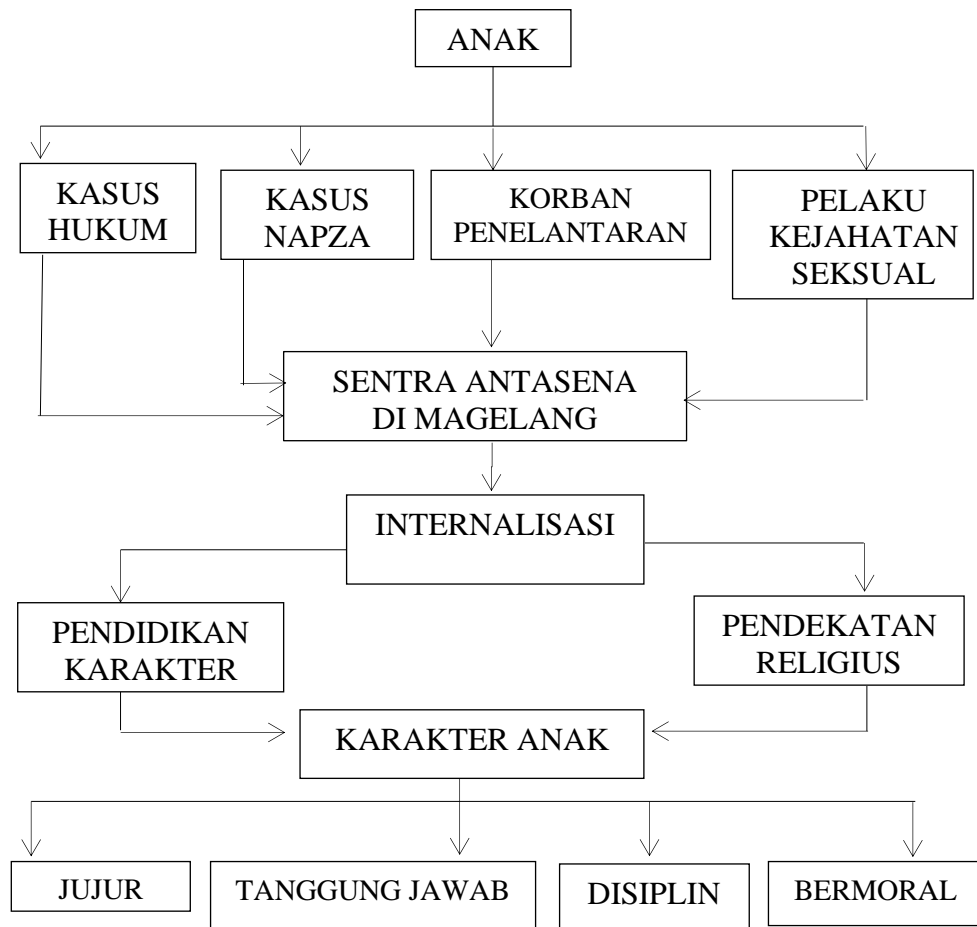 ANAK
KASUS
HUKUM
KASUS
NAPZA
KORBAN
PENELANTARAN
PELAKU
KEJAHATAN
SEKSUAL
SENTRA ANTASENA
DI MAGELANG
INTERNALISASI
PENDIDIKAN
KARAKTER
PENDEKATAN
RELIGIUS
KARAKTER ANAK
JUJUR
TANGGUNG JAWAB
DISIPLIN
BERMORAL